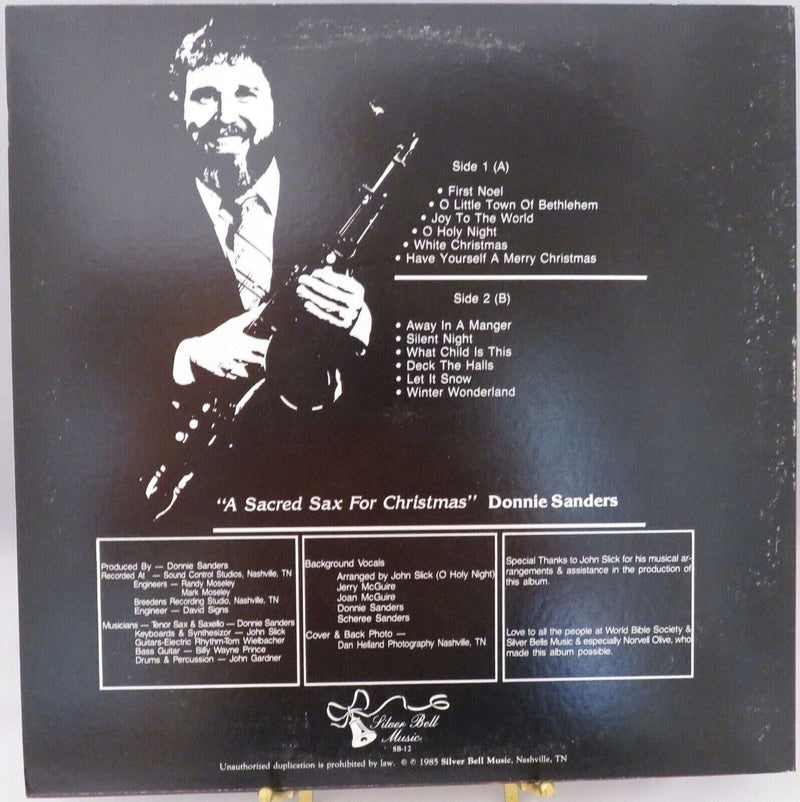 Side 1 (A)
• First Noel
• O Little Town Of Bethlehem
• Joy To The World
• O Holy Night
• White Christmas
• Have Yourself A Merry Christmas
Side 2 (B)
• Away In A Manger
• Silent Night
• What Child Is This
• Deck The Halls
• Let It Snow
• Winter Wonderland
"A Sacred Sax For Christmas" Donnie Sanders
Produced By — Donnie Sanders
Recorded At — Sound Control Studios, Nashville, TN
Engineers — Randy Moseley
Mark Moseley
Breedens Recording Studio, Nashville, TN
Engineer — David Signs
Musicians — Tenor Sax & Saxello — Donnie Sanders
Keyboards & Synthesizor — John Slick
Guitars-Electric Rhythm-Tom Wielbacher
Bass Guitar — Billy Wayne Prince
Drums & Percussion — John Gardner
Background Vocals
Arranged by John Slick (O Holy Night)
Jerry McGuire
Joan McGuire
Donnie Sanders
Scheree Sanders
Cover & Back Photo —
Dan Helland Photography Nashville, TN
Special Thanks to John Slick for his musical ar-
rangements & assistance in the production of
this album.
Love to all the people at World Bible Society &
Silver Bells Music & especially Norvell Olive, who
made this album possible.
Silver Bell
Music
SB-12
Unauthorised duplication is prohibited by law. © ℗ 1985 Silver Bell Music, Nashville, TN